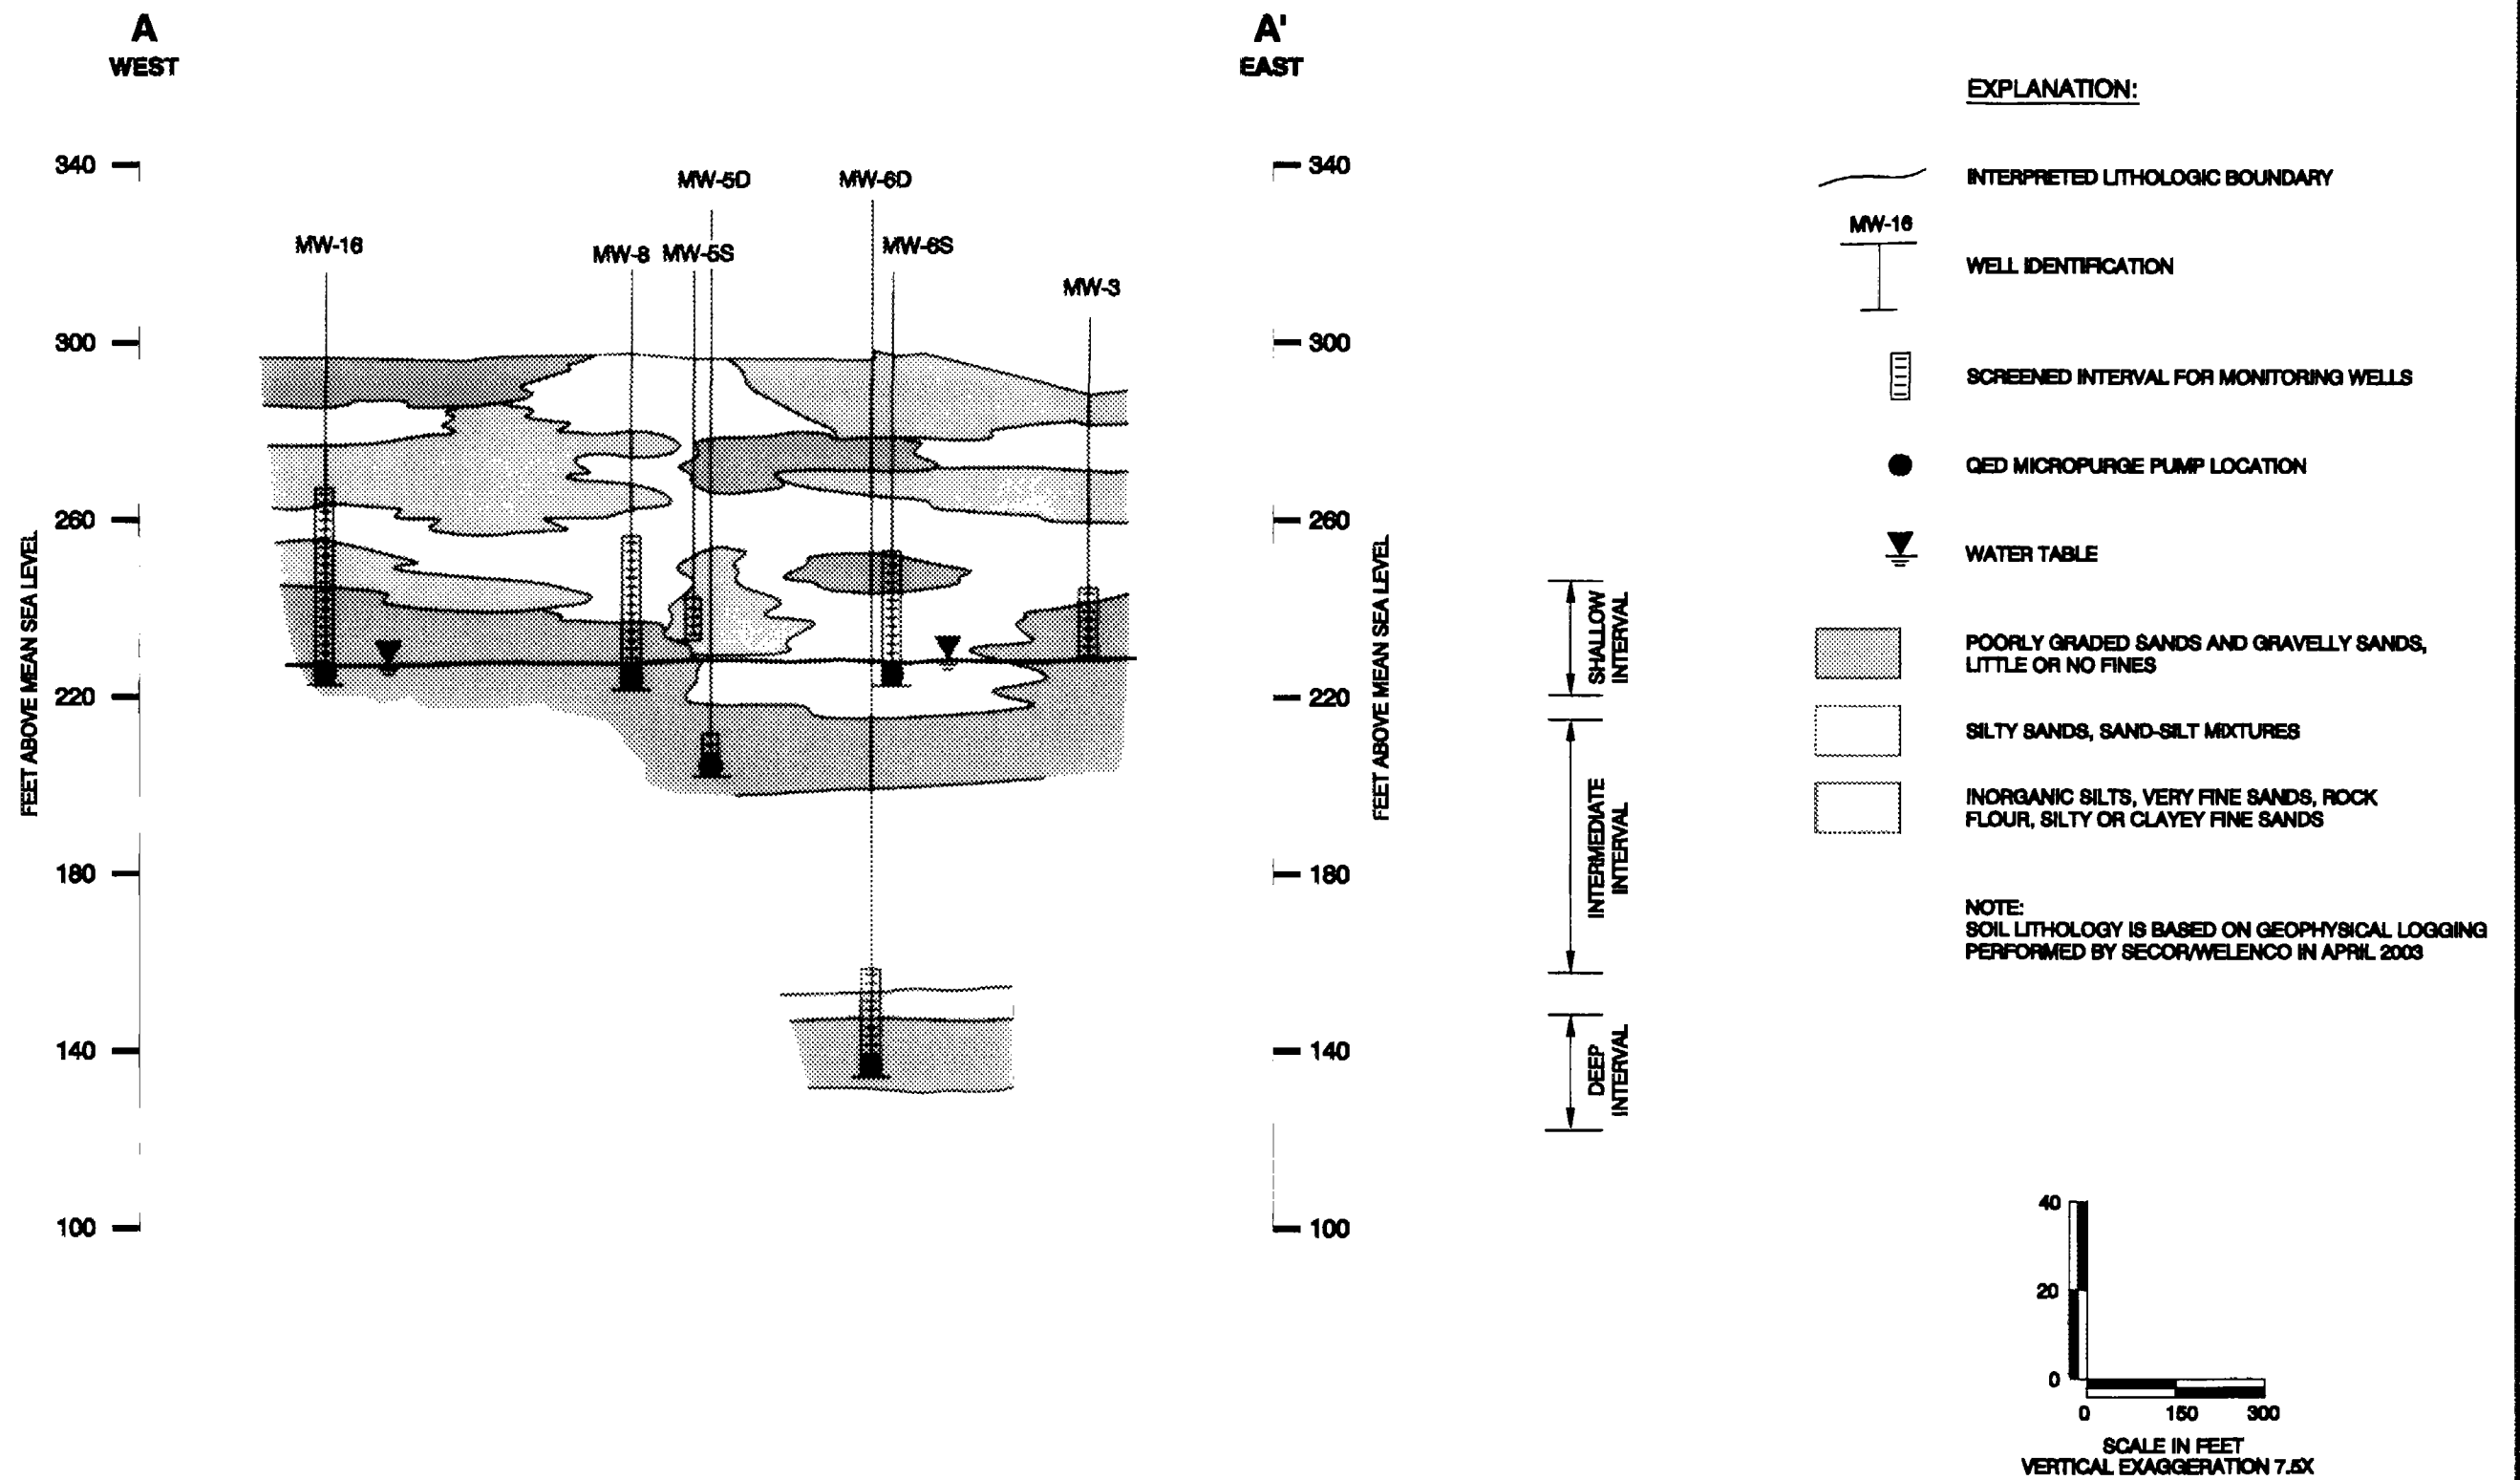 A
WEST
A'
EAST
340
300
260
220
180
140
100
FEET ABOVE MEAN SEA LEVEL
MW-16
MW-8
MW-5S
MW-5D
MW-6D
MW-6S
MW-3
340
300
260
220
180
140
100
FEET ABOVE MEAN SEA LEVEL
SHALLOW
INTERVAL
INTERMEDIATE
INTERVAL
DEEP
INTERVAL
EXPLANATION:
INTERPRETED LITHOLOGIC BOUNDARY
MW-16
WELL IDENTIFICATION
SCREENED INTERVAL FOR MONITORING WELLS
QED MICROPURGE PUMP LOCATION
WATER TABLE
POORLY GRADED SANDS AND GRAVELLY SANDS,
LITTLE OR NO FINES
SILTY SANDS, SAND-SILT MIXTURES
INORGANIC SILTS, VERY FINE SANDS, ROCK
FLOUR, SILTY OR CLAYEY FINE SANDS
NOTE:
SOIL LITHOLOGY IS BASED ON GEOPHYSICAL LOGGING
PERFORMED BY SECOR/WELENCO IN APRIL 2003
40
20
0
0 150 300
SCALE IN FEET
VERTICAL EXAGGERATION 7.5X